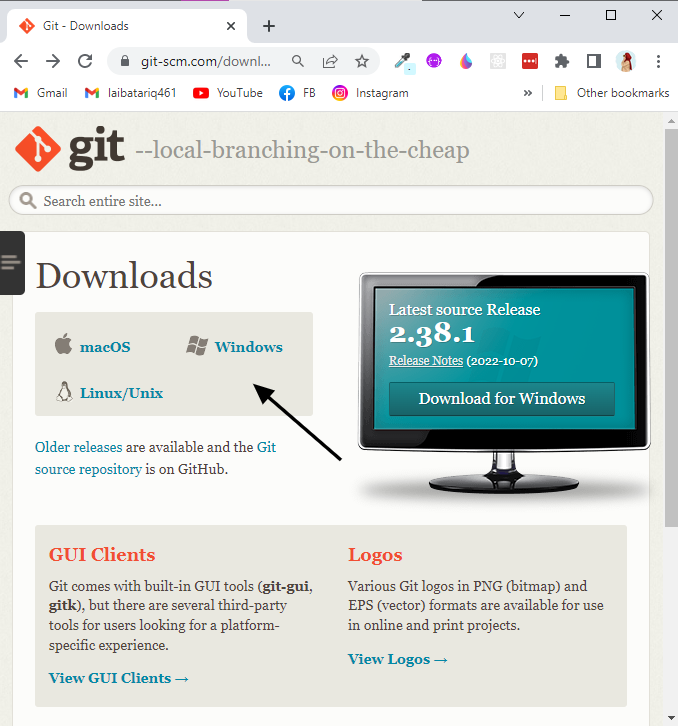 Git - Downloads
git-scm.com/downl...
Gmail laibatariq461 YouTube FB Instagram » Other bookmarks
git --local-branching-on-the-cheap
Search entire site...
Downloads
macOS Windows
Linux/Unix
Older releases are available and the Git
source repository is on GitHub.
Latest source Release
2.38.1
Release Notes (2022-10-07)
Download for Windows
GUI Clients
Git comes with built-in GUI tools (git-gui,
gitk), but there are several third-party
tools for users looking for a platform-
specific experience.
View GUI Clients →
Logos
Various Git logos in PNG (bitmap) and
EPS (vector) formats are available for use
in online and print projects.
View Logos →